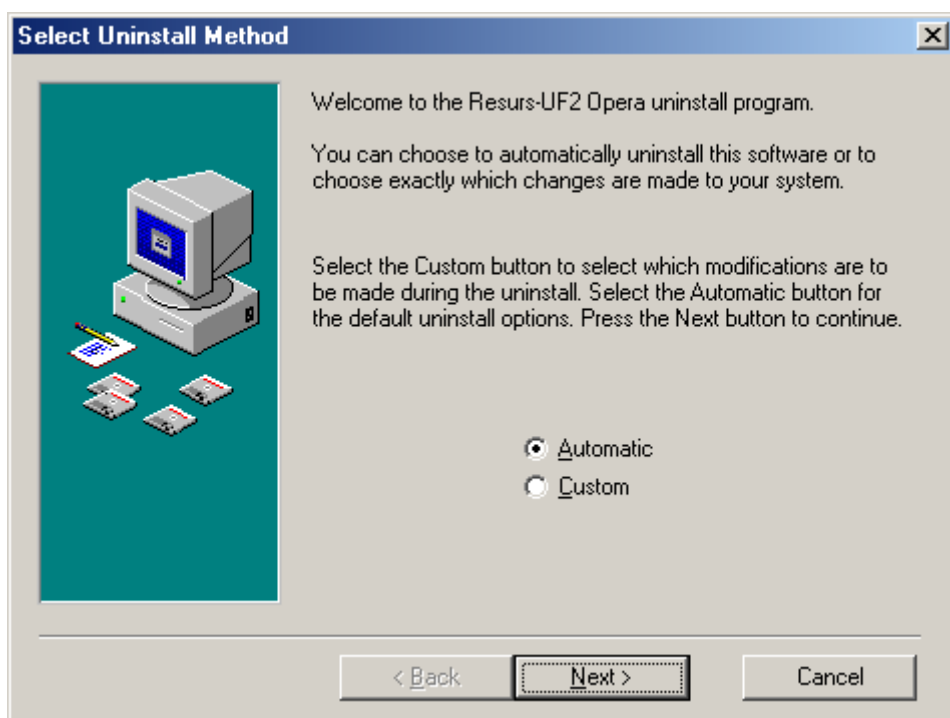 Select Uninstall Method
Welcome to the Resurs-UF2 Opera uninstall program.
You can choose to automatically uninstall this software or to
choose exactly which changes are made to your system.
Select the Custom button to select which modifications are to
be made during the uninstall. Select the Automatic button for
the default uninstall options. Press the Next button to continue.
Automatic
Custom
< Back
Next >
Cancel